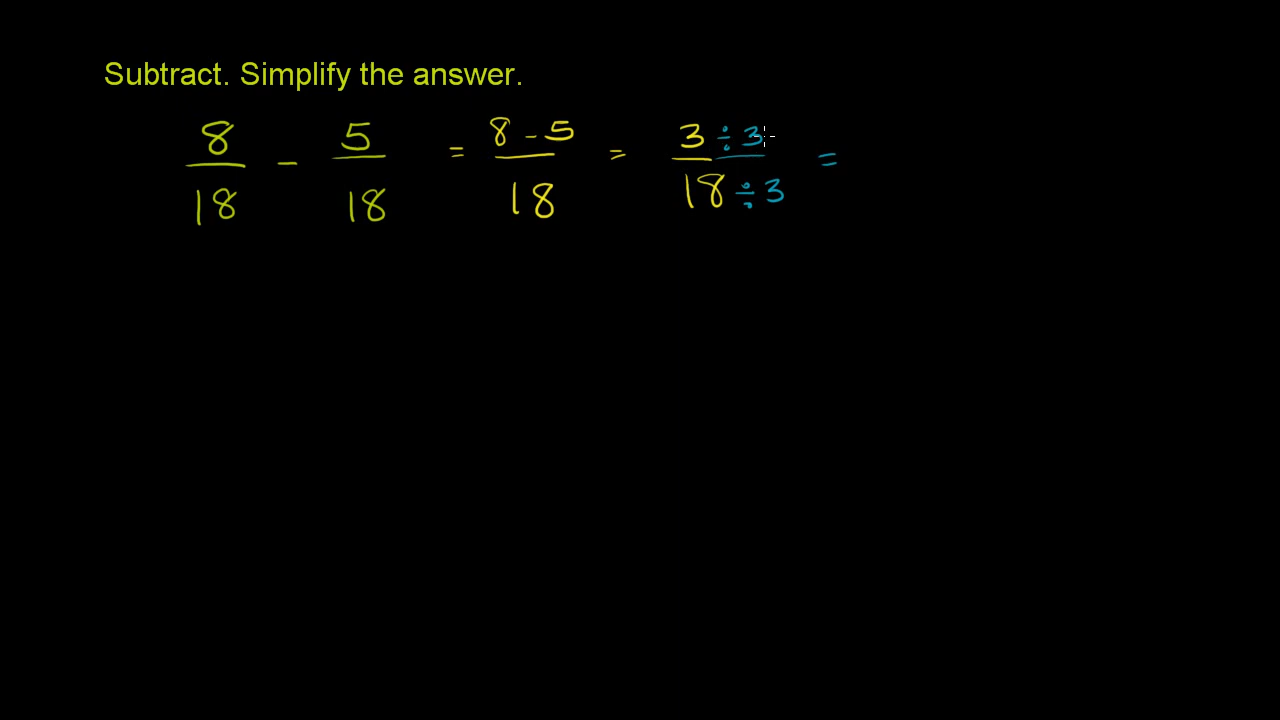 Subtract. Simplify the answer.
8/18 - 5/18 = 8 - 5/18 = 3 ÷ 3/18 ÷ 3 =